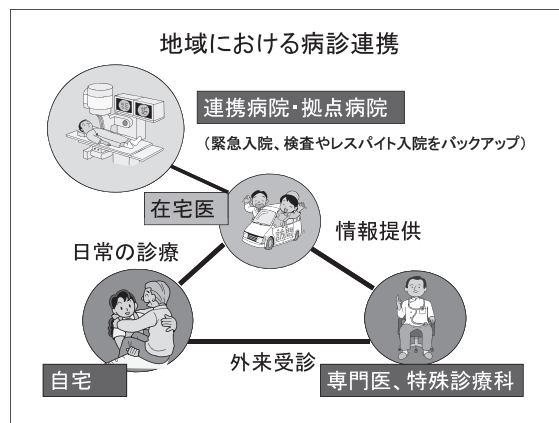 地域における病診連携
連携病院・拠点病院
(緊急入院、検査やレスパイト入院をバックアップ)
在宅医
日常の診療
情報提供
自宅
外来受診
専門医、特殊診療科